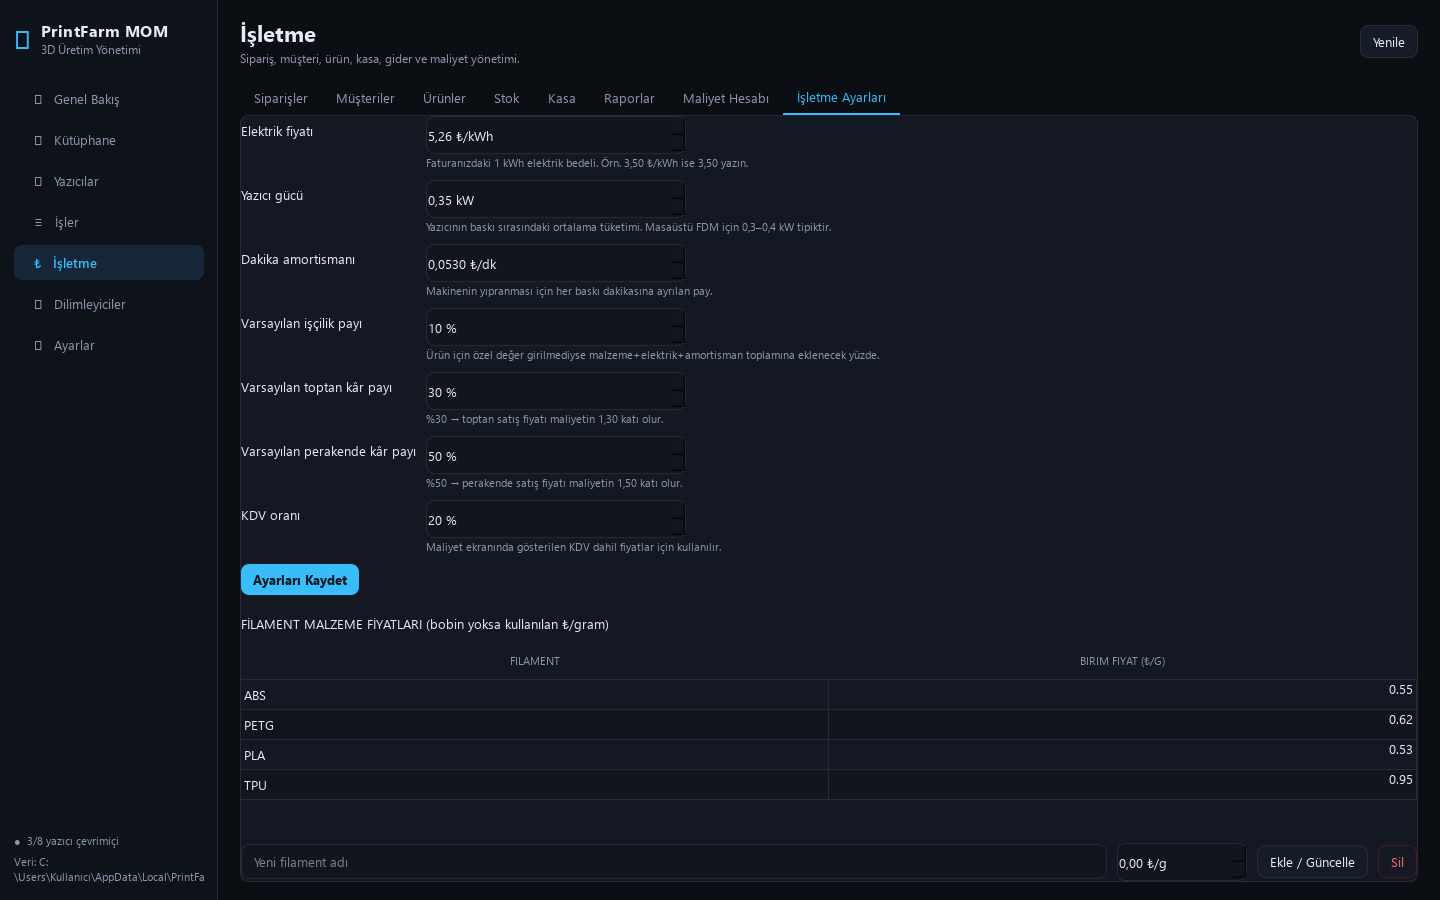 PrintFarm MOM
3D Üretim Yönetimi
Genel Bakış
Kütüphane
Yazıcılar
İşler
₺ İşletme
Dilimleyiciler
Ayarlar
● 3/8 yazıcı çevrimiçi
Veri: C:
\Users\Kullanıcı\AppData\Local\PrintFa
İşletme
Sipariş, müşteri, ürün, kasa, gider ve maliyet yönetimi.
Yenile
Siparişler Müşteriler Ürünler Stok Kasa Raporlar Maliyet Hesabı İşletme Ayarları
Elektrik fiyatı
5,26 ₺/kWh
Faturanızdaki 1 kWh elektrik bedeli. Örn. 3,50 ₺/kWh ise 3,50 yazın.
Yazıcı gücü
0,35 kW
Yazıcının baskı sırasındaki ortalama tüketimi. Masaüstü FDM için 0,3–0,4 kW tipiktir.
Dakika amortismanı
0,0530 ₺/dk
Makinenin yıpranması için her baskı dakikasına ayrılan pay.
Varsayılan işçilik payı
10 %
Ürün için özel değer girilmediyse malzeme+elektrik+amortisman toplamına eklenecek yüzde.
Varsayılan toptan kâr payı
30 %
%30 → toptan satış fiyatı maliyetin 1,30 katı olur.
Varsayılan perakende kâr payı
50 %
%50 → perakende satış fiyatı maliyetin 1,50 katı olur.
KDV oranı
20 %
Maliyet ekranında gösterilen KDV dahil fiyatlar için kullanılır.
Ayarları Kaydet
FİLAMENT MALZEME FİYATLARI (bobin yoksa kullanılan ₺/gram)
FILAMENT BIRIM FIYAT (₺/G)
ABS 0.55
PETG 0.62
PLA 0.53
TPU 0.95
Yeni filament adı
0,00 ₺/g
Ekle / Güncelle
Sil